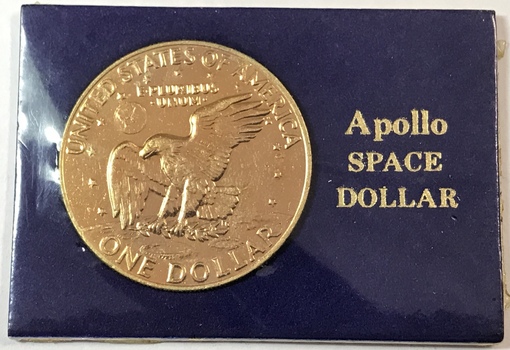 UNITED STATES OF AMERICA
E·PLURIBUS
·UNUM·
ONE DOLLAR
Apollo
SPACE
DOLLAR